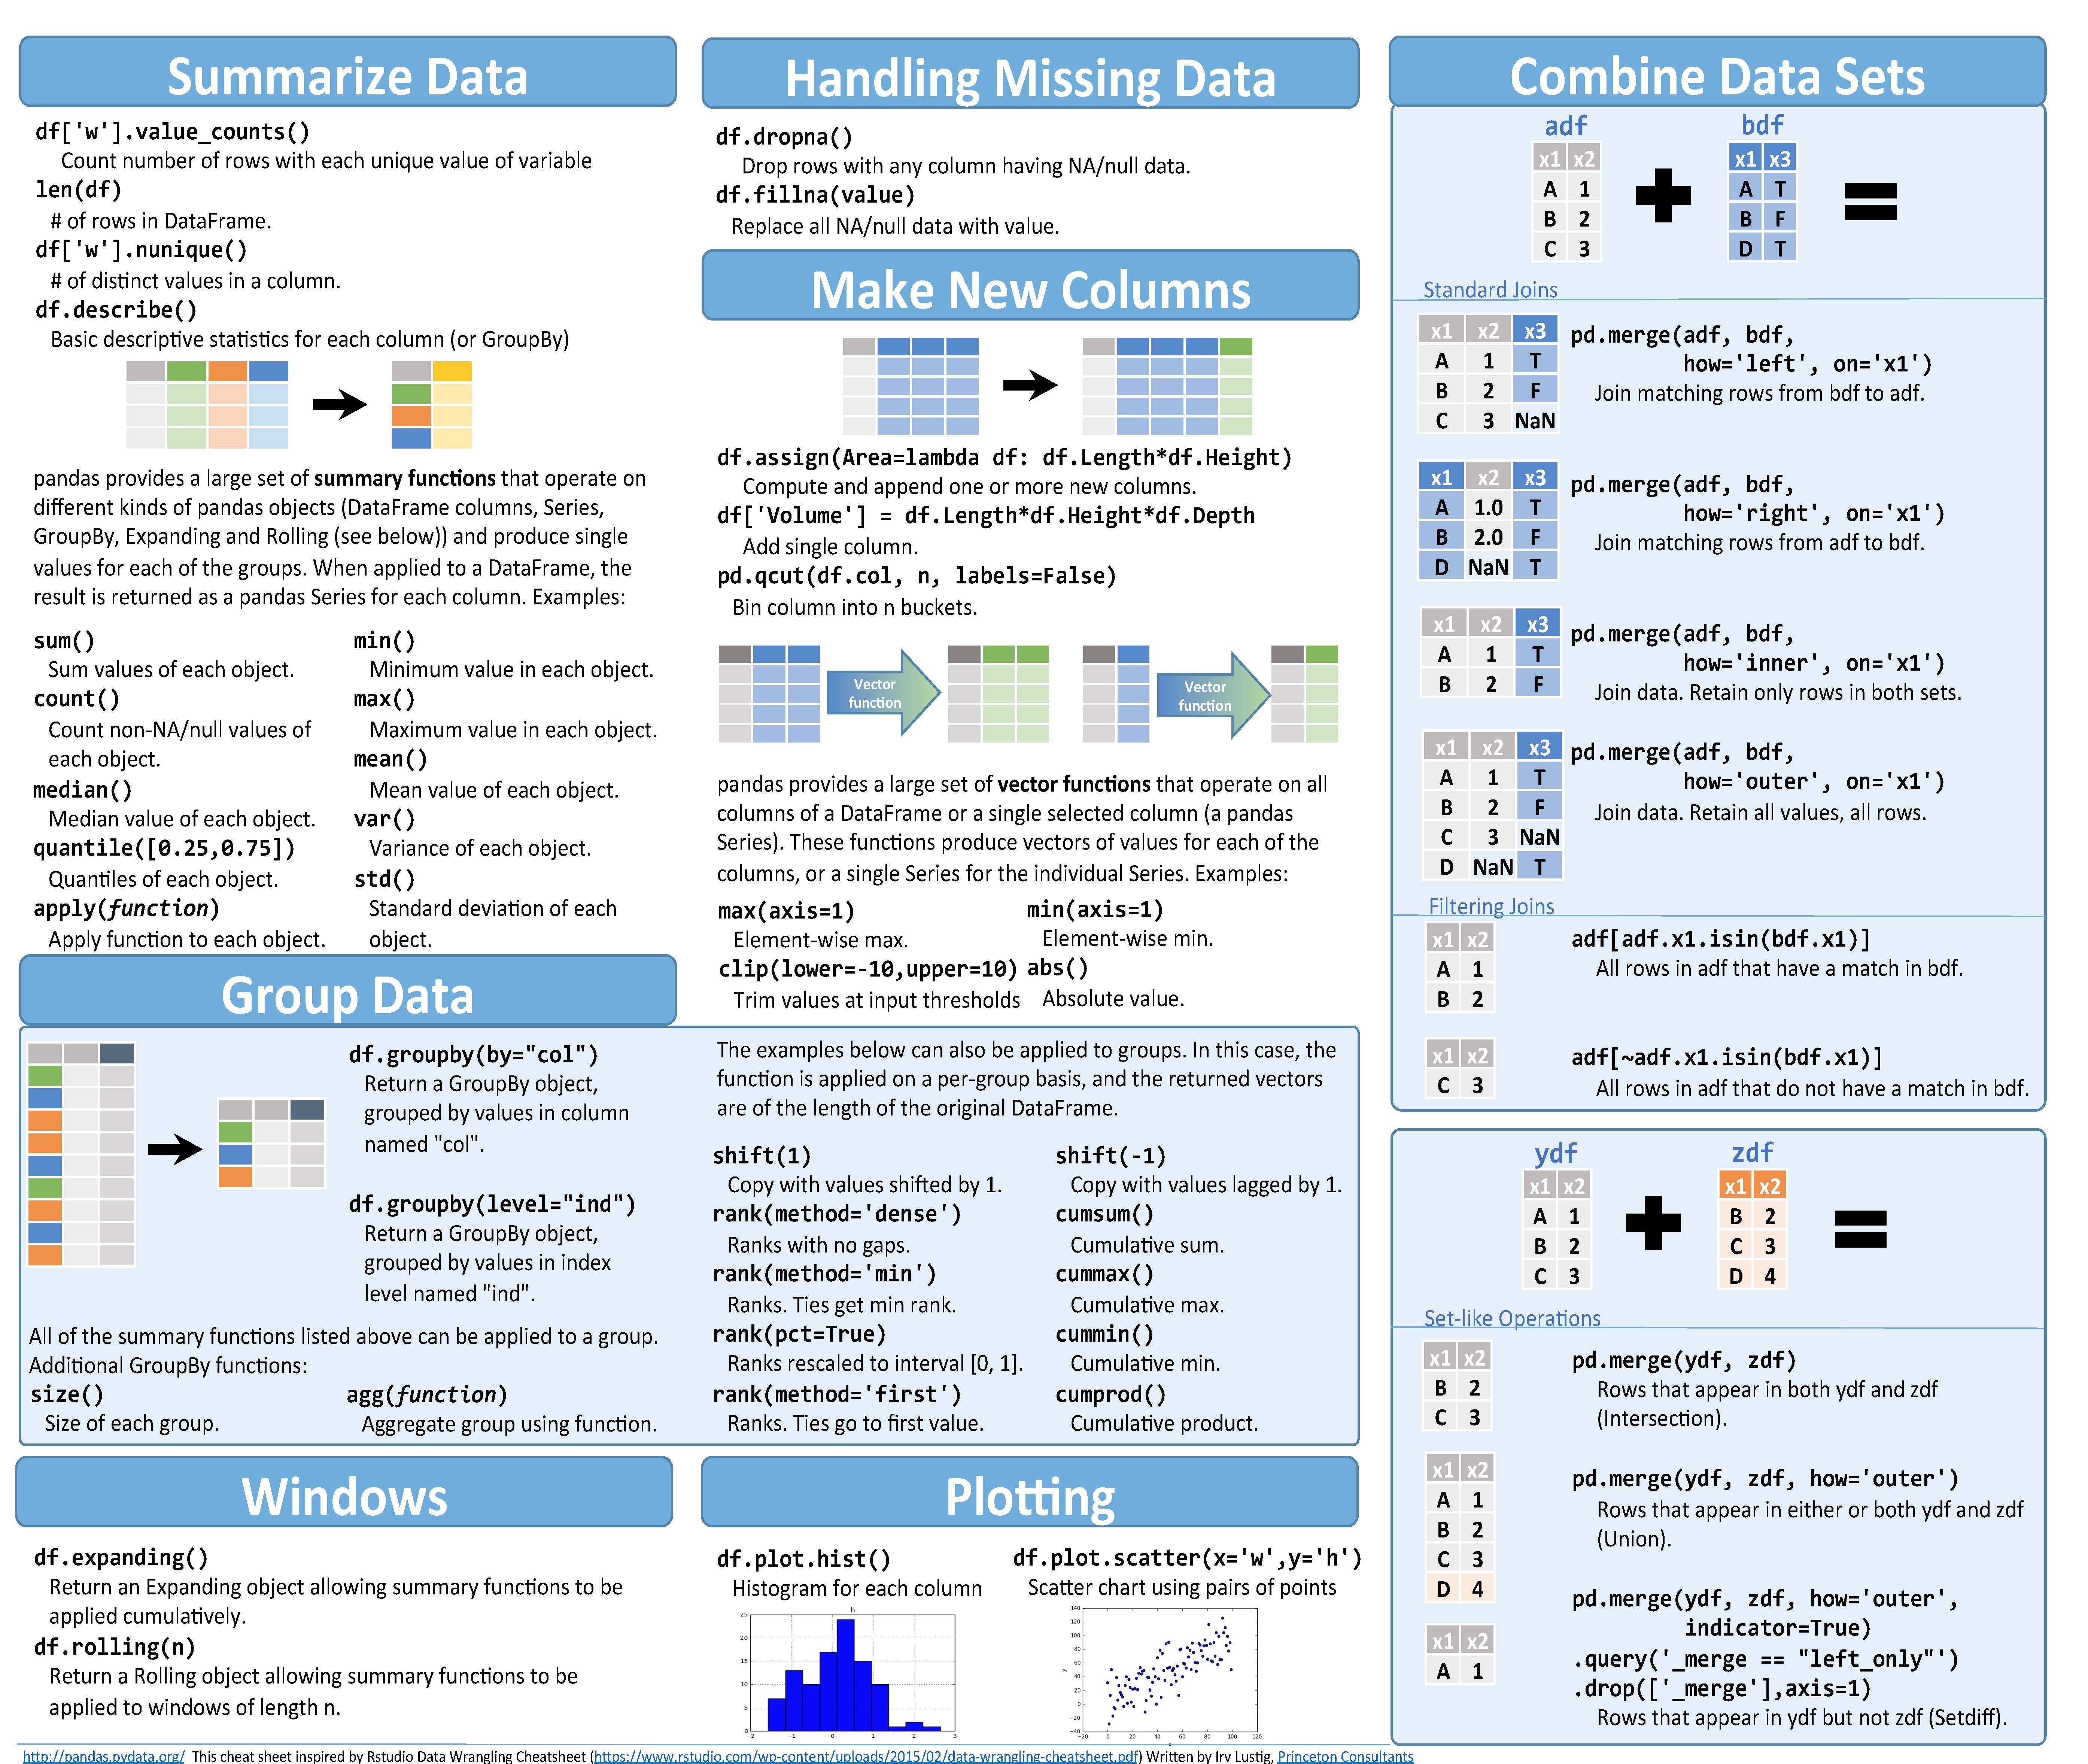 Summarize Data
df['w'].value_counts()
Count number of rows with each unique value of variable
len(df)
# of rows in DataFrame.
df['w'].nunique()
# of distinct values in a column.
df.describe()
Basic descriptive statistics for each column (or GroupBy)
pandas provides a large set of summary functions that operate on
different kinds of pandas objects (DataFrame columns, Series,
GroupBy, Expanding and Rolling (see below)) and produce single
values for each of the groups. When applied to a DataFrame, the
result is returned as a pandas Series for each column. Examples:
sum()
Sum values of each object.
count()
Count non-NA/null values of
each object.
median()
Median value of each object.
quantile([0.25,0.75])
Quantiles of each object.
apply(function)
Apply function to each object.
min()
Minimum value in each object.
max()
Maximum value in each object.
mean()
Mean value of each object.
var()
Variance of each object.
std()
Standard deviation of each
object.
Handling Missing Data
df.dropna()
Drop rows with any column having NA/null data.
df.fillna(value)
Replace all NA/null data with value.
Make New Columns
df.assign(Area=lambda df: df.Length*df.Height)
Compute and append one or more new columns.
df['Volume'] = df.Length*df.Height*df.Depth
Add single column.
pd.qcut(df.col, n, labels=False)
Bin column into n buckets.
Vector
function
Vector
function
pandas provides a large set of vector functions that operate on all
columns of a DataFrame or a single selected column (a pandas
Series). These functions produce vectors of values for each of the
columns, or a single Series for the individual Series. Examples:
max(axis=1)
Element-wise max.
clip(lower=-10,upper=10)
Trim values at input thresholds
min(axis=1)
Element-wise min.
abs()
Absolute value.
Group Data
df.groupby(by="col")
Return a GroupBy object,
grouped by values in column
named "col".
df.groupby(level="ind")
Return a GroupBy object,
grouped by values in index
level named "ind".
All of the summary functions listed above can be applied to a group.
Additional GroupBy functions:
size()
Size of each group.
agg(function)
Aggregate group using function.
The examples below can also be applied to groups. In this case, the
function is applied on a per-group basis, and the returned vectors
are of the length of the original DataFrame.
shift(1)
Copy with values shifted by 1.
rank(method='dense')
Ranks with no gaps.
rank(method='min')
Ranks. Ties get min rank.
rank(pct=True)
Ranks rescaled to interval [0, 1].
rank(method='first')
Ranks. Ties go to first value.
shift(-1)
Copy with values lagged by 1.
cumsum()
Cumulative sum.
cummax()
Cumulative max.
cummin()
Cumulative min.
cumprod()
Cumulative product.
Windows
df.expanding()
Return an Expanding object allowing summary functions to be
applied cumulatively.
df.rolling(n)
Return a Rolling object allowing summary functions to be
applied to windows of length n.
Plotting
df.plot.hist()
Histogram for each column
h
25
20
15
10
5
0
-2 -1 0 1 2 3
df.plot.scatter(x='w',y='h')
Scatter chart using pairs of points
140
120
100
80
60
40
20
0
-20
-40
y
-20 0 20 40 60 80 100 120
Combine Data Sets
adf
x1 x2
A 1
B 2
C 3
bdf
x1 x3
A T
B F
D T
Standard Joins
x1 x2 x3
A 1 T
B 2 F
C 3 NaN
pd.merge(adf, bdf,
how='left', on='x1')
Join matching rows from bdf to adf.
x1 x2 x3
A 1.0 T
B 2.0 F
D NaN T
pd.merge(adf, bdf,
how='right', on='x1')
Join matching rows from adf to bdf.
x1 x2 x3
A 1 T
B 2 F
pd.merge(adf, bdf,
how='inner', on='x1')
Join data. Retain only rows in both sets.
x1 x2 x3
A 1 T
B 2 F
C 3 NaN
D NaN T
pd.merge(adf, bdf,
how='outer', on='x1')
Join data. Retain all values, all rows.
Filtering Joins
x1 x2
A 1
B 2
adf[adf.x1.isin(bdf.x1)]
All rows in adf that have a match in bdf.
x1 x2
C 3
adf[~adf.x1.isin(bdf.x1)]
All rows in adf that do not have a match in bdf.
ydf
x1 x2
A 1
B 2
C 3
zdf
x1 x2
B 2
C 3
D 4
Set-like Operations
x1 x2
B 2
C 3
pd.merge(ydf, zdf)
Rows that appear in both ydf and zdf
(Intersection).
x1 x2
A 1
B 2
C 3
D 4
pd.merge(ydf, zdf, how='outer')
Rows that appear in either or both ydf and zdf
(Union).
x1 x2
A 1
pd.merge(ydf, zdf, how='outer',
indicator=True)
.query('_merge == "left_only"')
.drop(['_merge'],axis=1)
Rows that appear in ydf but not zdf (Setdiff).
http://pandas.pydata.org/ This cheat sheet inspired by Rstudio Data Wrangling Cheatsheet (https://www.rstudio.com/wp-content/uploads/2015/02/data-wrangling-cheatsheet.pdf) Written by Irv Lustig, Princeton Consultants